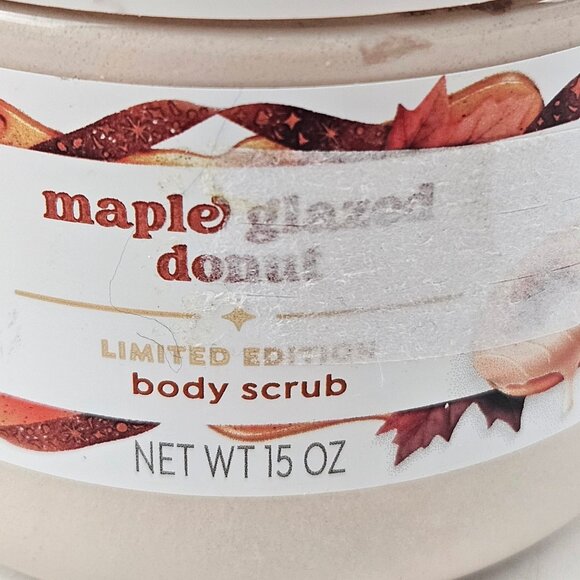 maple glazed
donut
LIMITED EDITION
body scrub
NET WT 15 OZ